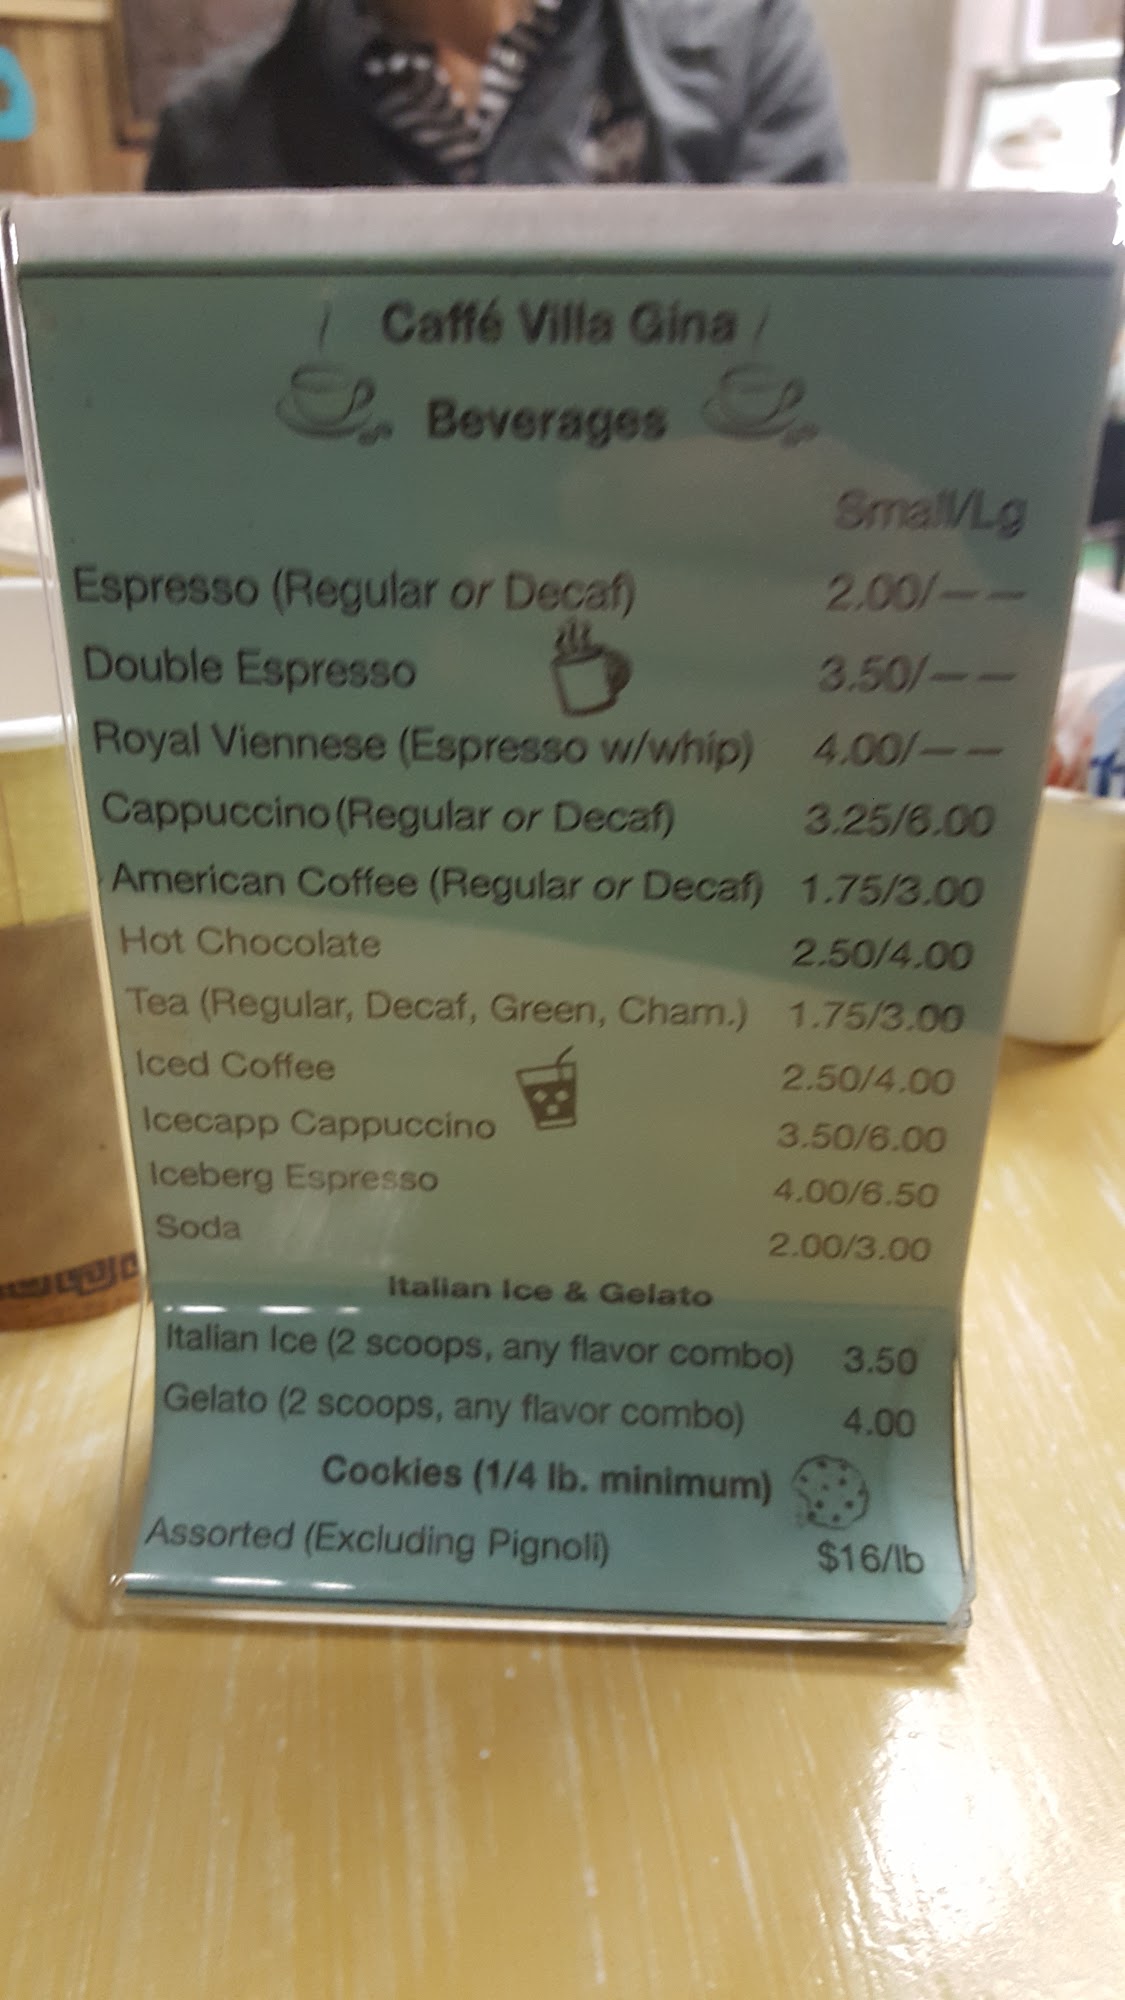 Caffé Villa Gina
Beverages
Small/Lg
Espresso (Regular or Decaf) 2.00/——
Double Espresso 3.50/——
Royal Viennese (Espresso w/whip) 4.00/——
Cappuccino (Regular or Decaf) 3.25/6.00
American Coffee (Regular or Decaf) 1.75/3.00
Hot Chocolate 2.50/4.00
Tea (Regular, Decaf, Green, Cham.) 1.75/3.00
Iced Coffee 2.50/4.00
Icecapp Cappuccino 3.50/6.00
Iceberg Espresso 4.00/6.50
Soda 2.00/3.00
Italian Ice & Gelato
Italian Ice (2 scoops, any flavor combo) 3.50
Gelato (2 scoops, any flavor combo) 4.00
Cookies (1/4 lb. minimum)
Assorted (Excluding Pignoli) $16/lb